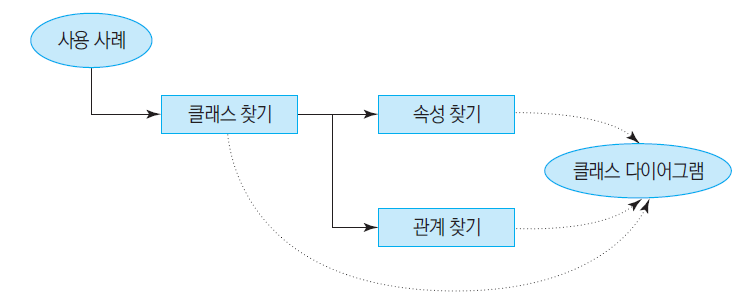 사용 사례
클래스 찾기
속성 찾기
클래스 다이어그램
관계 찾기